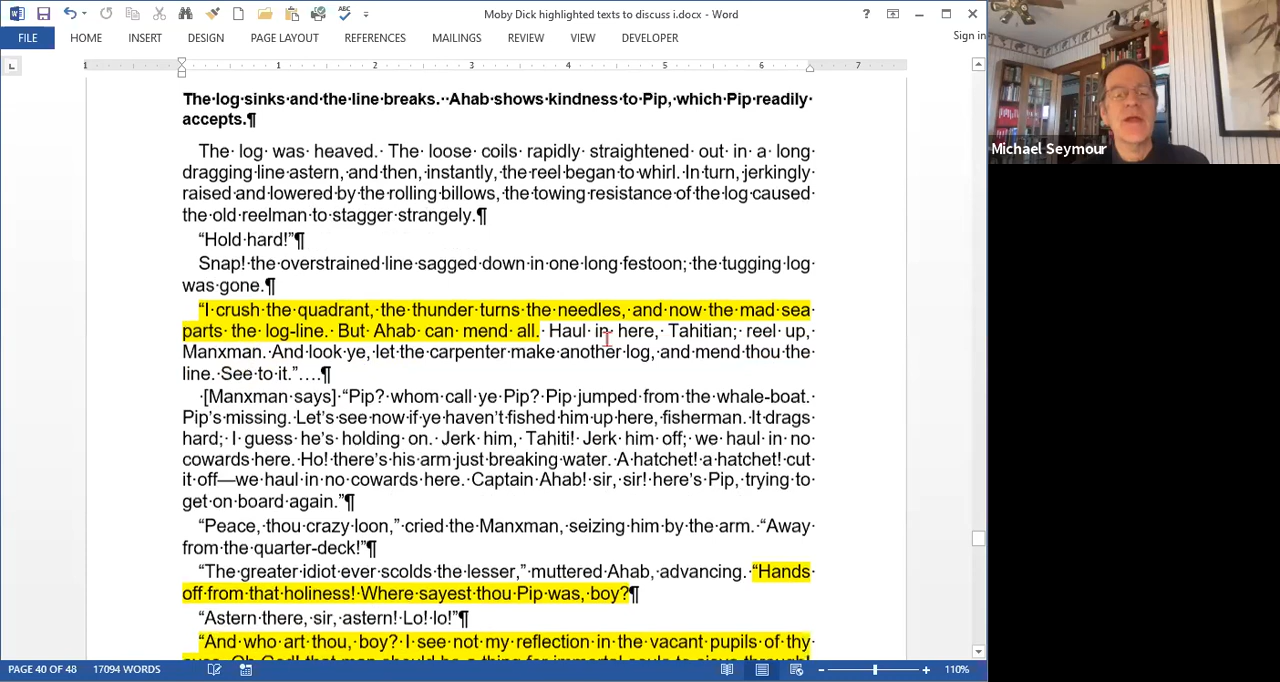 Moby Dick highlighted texts to discuss i.docx - Word
FILE HOME INSERT DESIGN PAGE LAYOUT REFERENCES MAILINGS REVIEW VIEW DEVELOPER Sign in
1 1 2 3 4 5 6 7
The log sinks and the line breaks. Ahab shows kindness to Pip, which Pip readily
accepts.¶
The log was heaved. The loose coils rapidly straightened out in a long
dragging line astern, and then, instantly, the reel began to whirl. In turn, jerkingly
raised and lowered by the rolling billows, the towing resistance of the log caused
the old reelman to stagger strangely.¶
“Hold hard!”¶
Snap! the overstrained line sagged down in one long festoon; the tugging log
was gone.¶
“I crush the quadrant, the thunder turns the needles, and now the mad sea
parts the log-line. But Ahab can mend all. Haul in here, Tahitian; reel up,
Manxman. And look ye, let the carpenter make another log, and mend thou the
line. See to it.”….¶
[Manxman says] “Pip? whom call ye Pip? Pip jumped from the whale-boat.
Pip’s missing. Let’s see now if ye haven’t fished him up here, fisherman. It drags
hard; I guess he’s holding on. Jerk him, Tahiti! Jerk him off; we haul in no
cowards here. Ho! there’s his arm just breaking water. A hatchet! a hatchet! cut
it off—we haul in no cowards here. Captain Ahab! sir, sir! here’s Pip, trying to
get on board again.”¶
“Peace, thou crazy loon,” cried the Manxman, seizing him by the arm. “Away
from the quarter-deck!”¶
“The greater idiot ever scolds the lesser,” muttered Ahab, advancing. “Hands
off from that holiness! Where sayest thou Pip was, boy?¶
“Astern there, sir, astern! Lo! lo!”¶
“And who art thou, boy? I see not my reflection in the vacant pupils of thy
PAGE 40 OF 48 17094 WORDS 110%
Michael Seymour